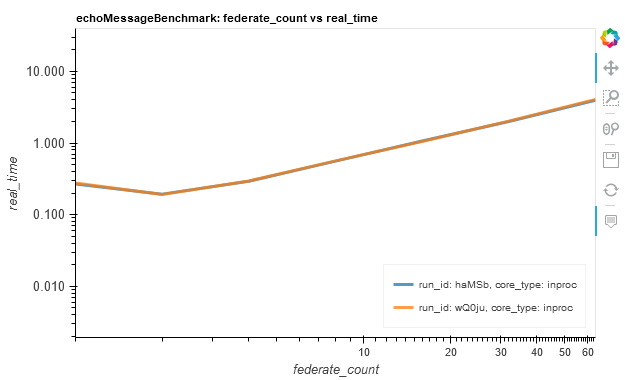 echoMessageBenchmark: federate_count vs real_time
10.000
1.000
0.100
0.010
real_time
run_id: haMSb, core_type: inproc
run_id: wQ0ju, core_type: inproc
10 20 30 40 50 60
federate_count